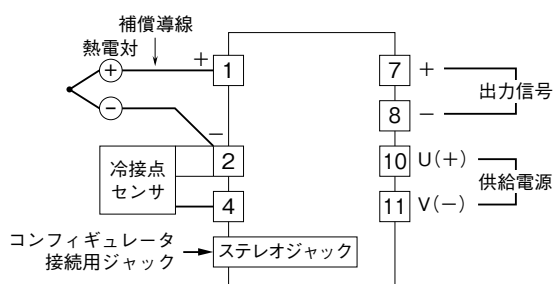 補償導線
熱電対
+
+
1
−
−
2
冷接点
センサ
4
コンフィギュレータ
接続用ジャック
ステレオジャック
7
+
8
−
出力信号
10
U(+)
11
V(−)
供給電源